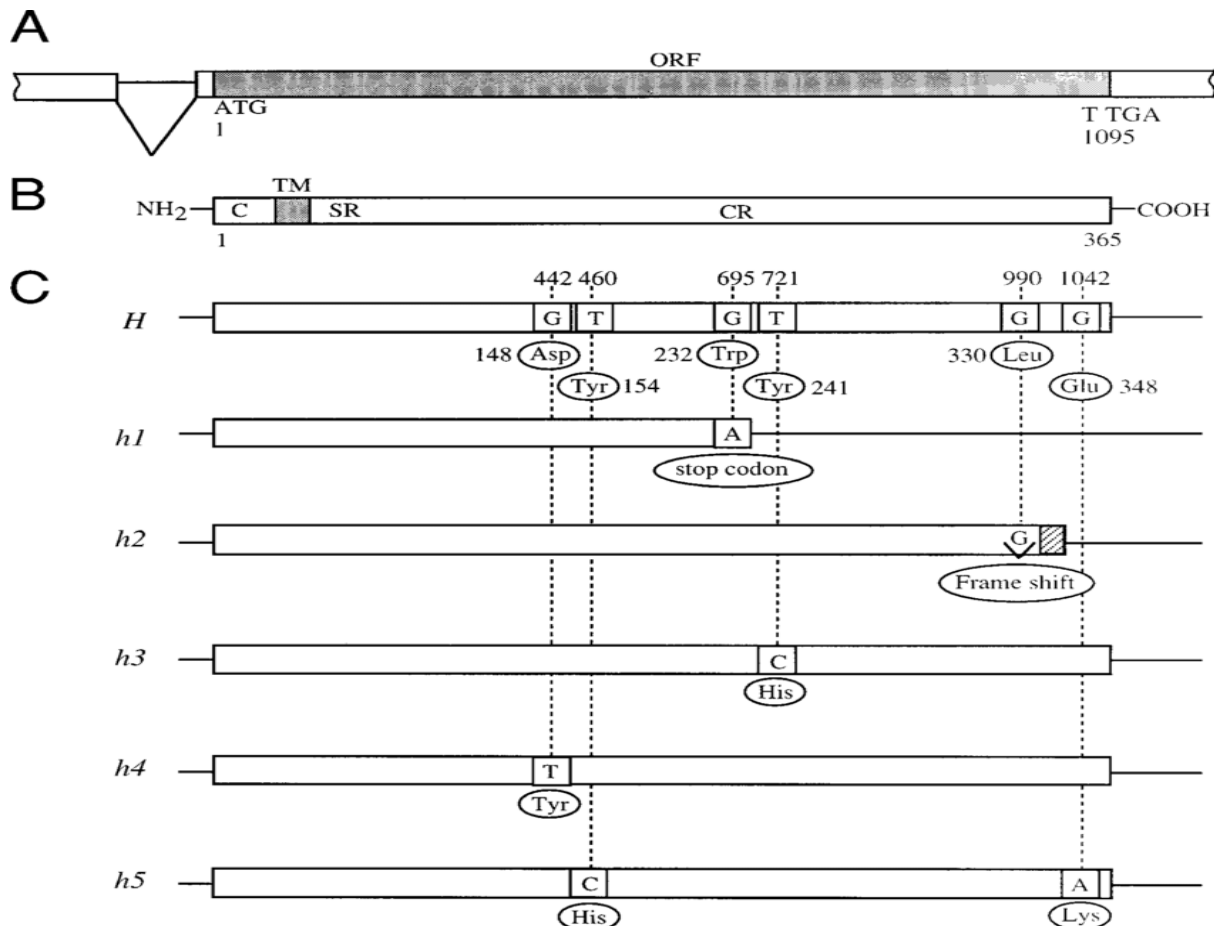 A
ORF
ATG
T TGA
1
1095
B
TM
NH2
C
SR
CR
COOH
1
365
C
442 460 695 721 990 1042
H
G T G T G G
148 Asp 232 Trp 330 Leu
Tyr 154 Tyr 241 Glu 348
h1
A
stop codon
h2
G
Frame shift
h3
C
His
h4
T
Tyr
h5
C A
His Lys